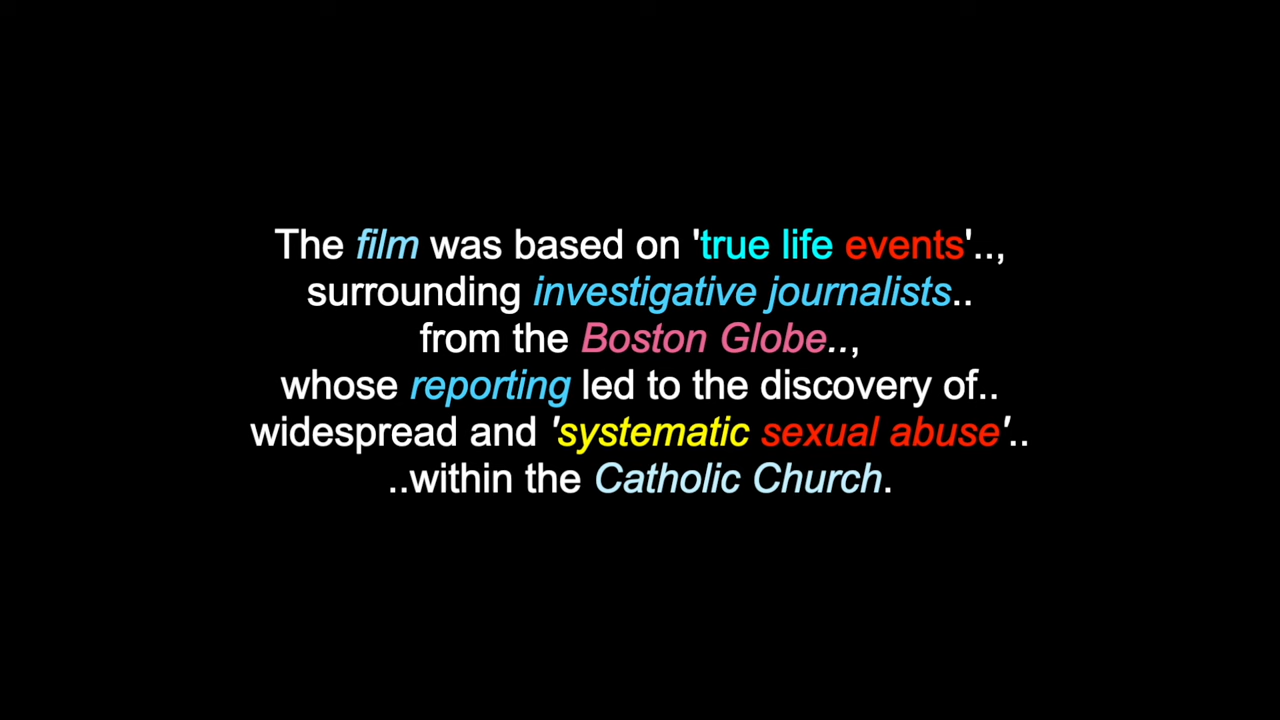 The film was based on 'true life events'..,
surrounding investigative journalists..
from the Boston Globe..,
whose reporting led to the discovery of..
widespread and 'systematic sexual abuse'..
..within the Catholic Church.